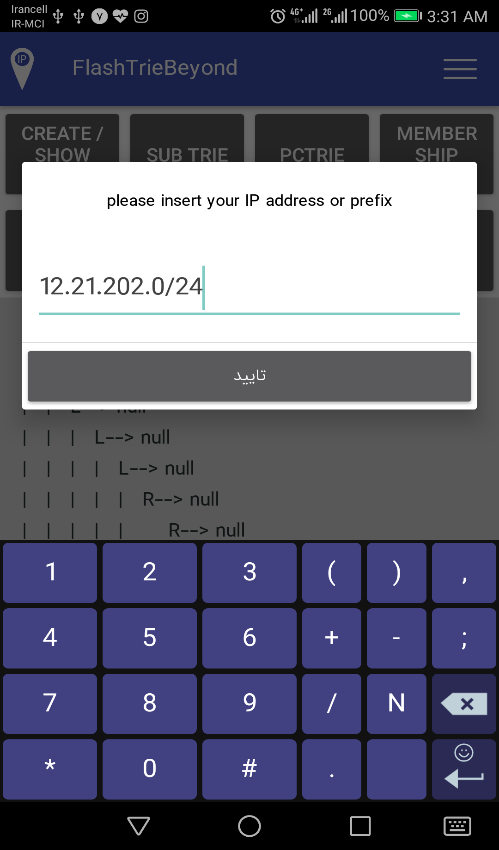 Irancell
IR-MCI
4G+ 2G 100% 3:31 AM
IP
FlashTrieBeyond
CREATE / SHOW
SUB TRIE
PCTRIE
MEMBER SHIP
please insert your IP address or prefix
12.21.202.0/24
تایید
| | L--> null
| | | L--> null
| | | | L--> null
| | | | | R--> null
| | | | | R--> null
1 2 3 ( ) ,
4 5 6 + - ;
7 8 9 / N
* 0 # .